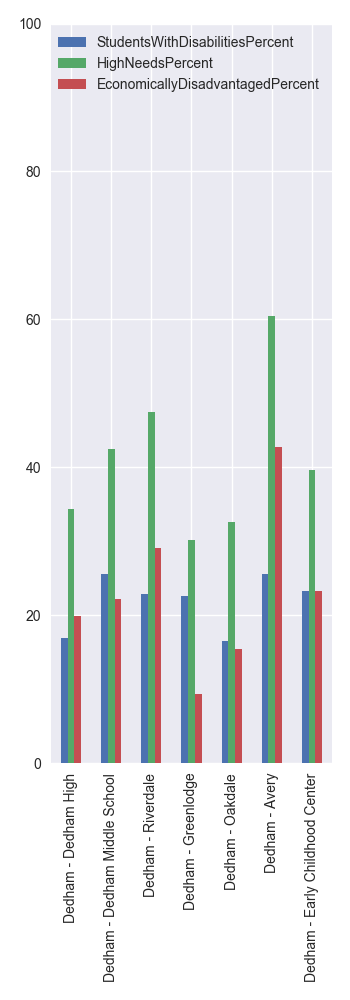 100
80
60
40
20
0
StudentsWithDisabilitiesPercent
HighNeedsPercent
EconomicallyDisadvantagedPercent
Dedham - Dedham High
Dedham - Dedham Middle School
Dedham - Riverdale
Dedham - Greenlodge
Dedham - Oakdale
Dedham - Avery
Dedham - Early Childhood Center